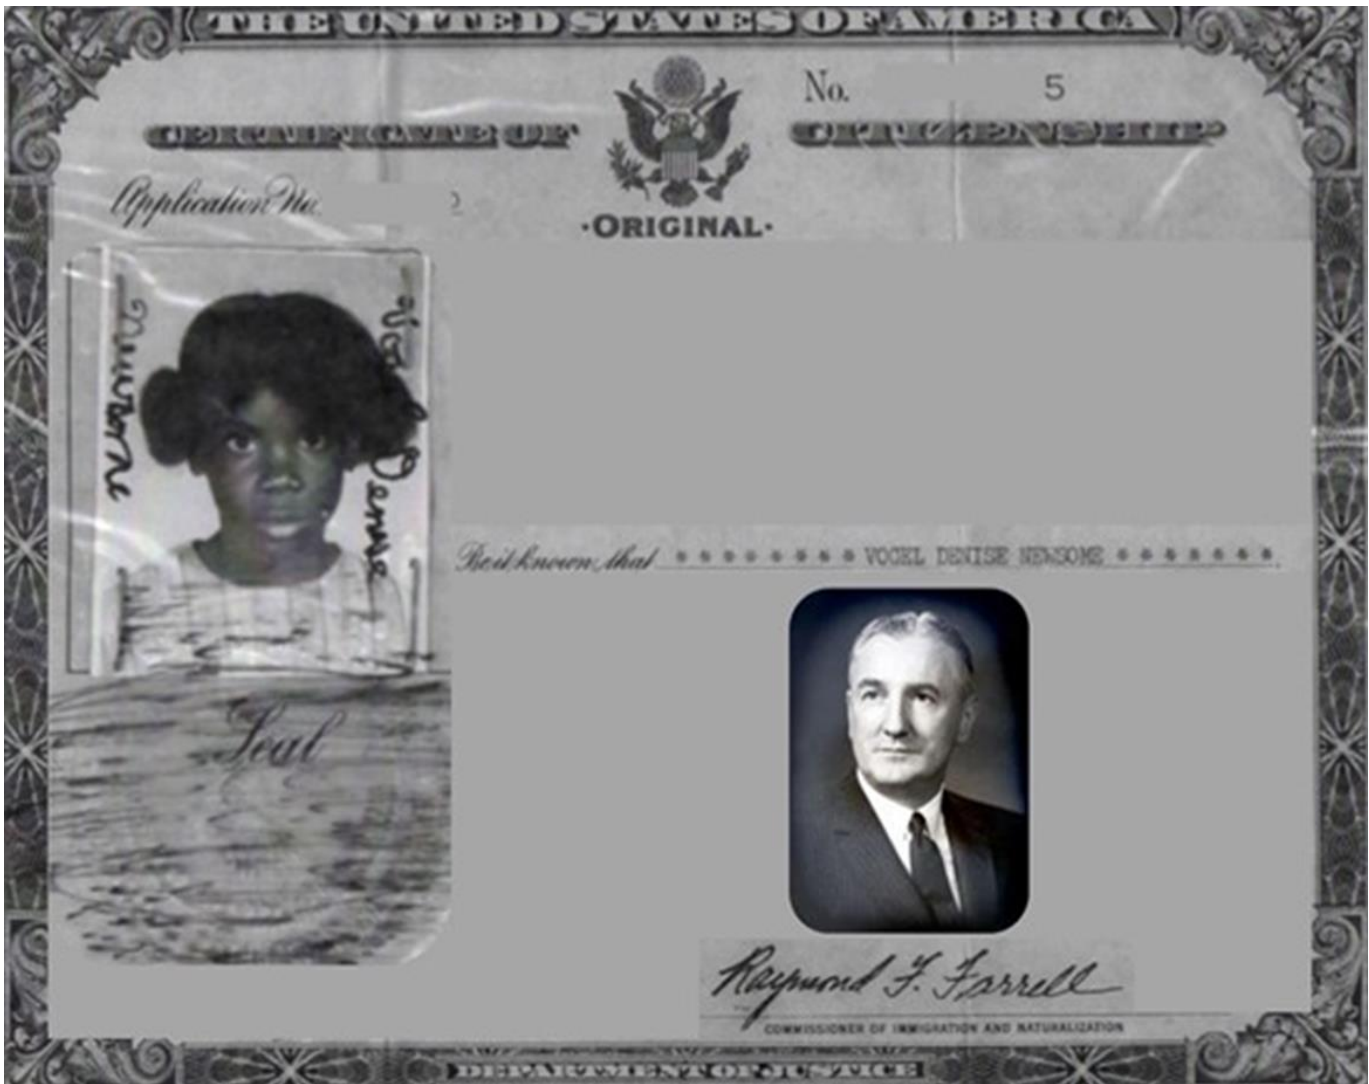 THE UNITED STATES OF AMERICA
No. 5
CERTIFICATE OF CITIZENSHIP
Application No.
·ORIGINAL·
Newsome
Vocel Denise
Be it known, that * * * * * * * * VOCEL DENISE NEWSOME * * * * * * *
Seal
Raymond F. Farrell
COMMISSIONER OF IMMIGRATION AND NATURALIZATION
DEPARTMENT OF JUSTICE